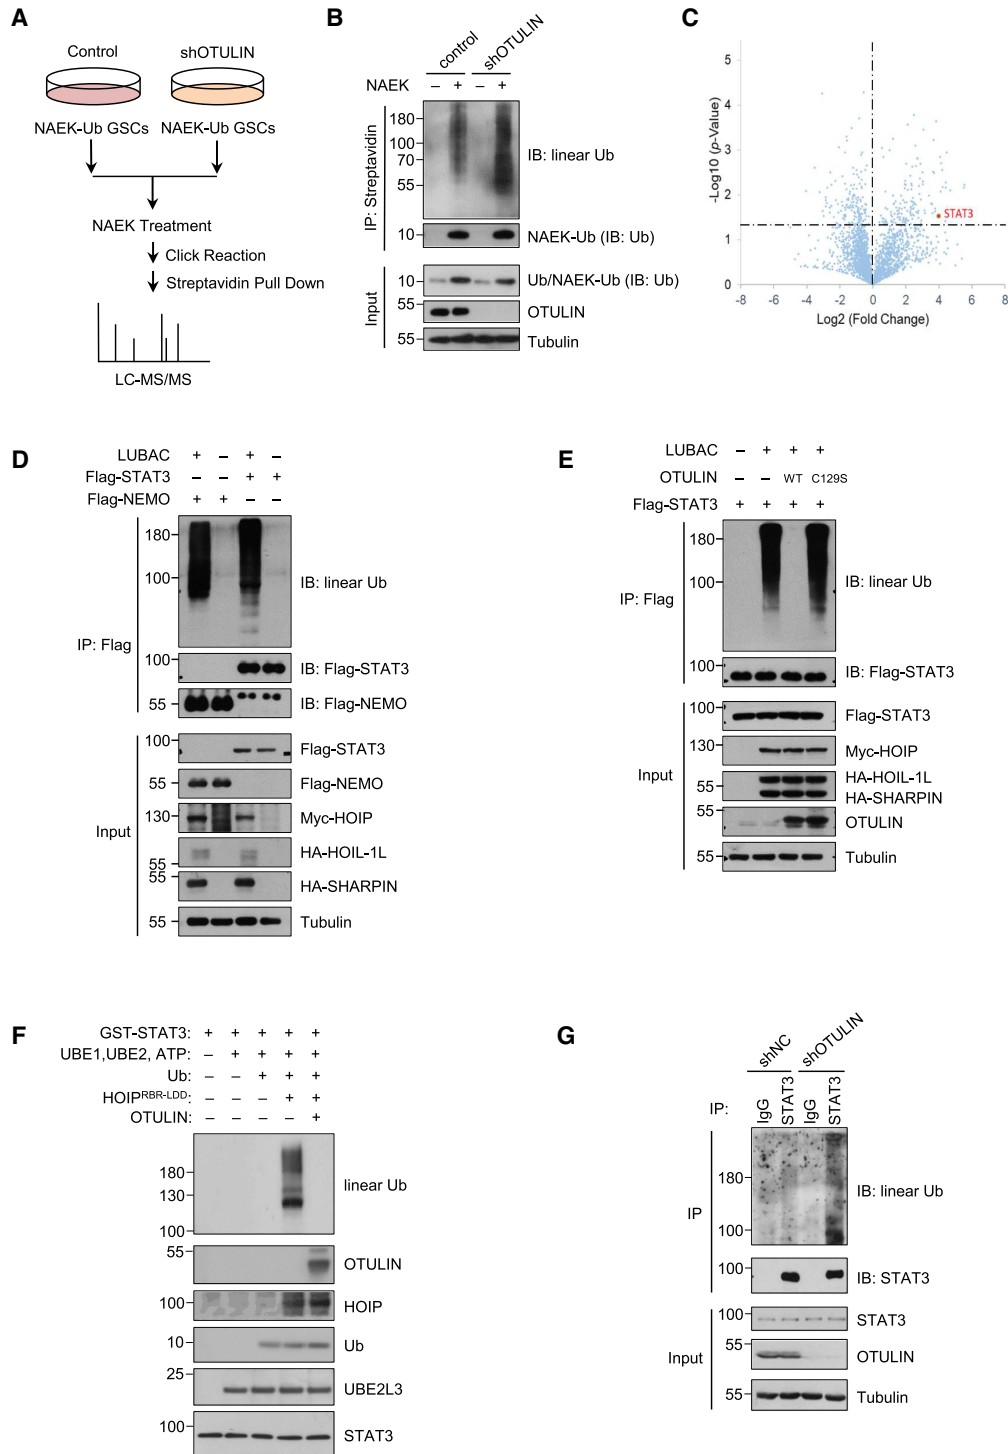 A
Control
shOTULIN
NAEK-Ub GSCs
NAEK-Ub GSCs
NAEK Treatment
Click Reaction
Streptavidin Pull Down
LC-MS/MS
B
control
shOTULIN
NAEK – + – +
IP: Streptavidin
180
100
70
55
IB: linear Ub
10
NAEK-Ub (IB: Ub)
Input
10
Ub/NAEK-Ub (IB: Ub)
55
OTULIN
55
Tubulin
C
-Log10 (p-Value)
5
4
3
2
1
0
STAT3
-8 -6 -4 -2 0 2 4 6 8
Log2 (Fold Change)
D
LUBAC + – + –
Flag-STAT3 – – + +
Flag-NEMO + + – –
IP: Flag
180
100
IB: linear Ub
100
IB: Flag-STAT3
55
IB: Flag-NEMO
Input
100
Flag-STAT3
55
Flag-NEMO
130
Myc-HOIP
55
HA-HOIL-1L
55
HA-SHARPIN
55
Tubulin
E
LUBAC – + + +
OTULIN – – WT C129S
Flag-STAT3 + + + +
IP: Flag
180
100
IB: linear Ub
100
IB: Flag-STAT3
Input
100
Flag-STAT3
130
Myc-HOIP
55
HA-HOIL-1L
HA-SHARPIN
55
OTULIN
55
Tubulin
F
GST-STAT3: + + + + +
UBE1,UBE2, ATP: – + + + +
Ub: – – + + +
HOIP^RBR-LDD: – – – + +
OTULIN: – – – – +
180
130
100
linear Ub
55
OTULIN
100
HOIP
10
Ub
25
UBE2L3
100
STAT3
G
shNC
shOTULIN
IP: IgG STAT3 IgG STAT3
IP
180
100
IB: linear Ub
100
IB: STAT3
Input
100
STAT3
55
OTULIN
55
Tubulin